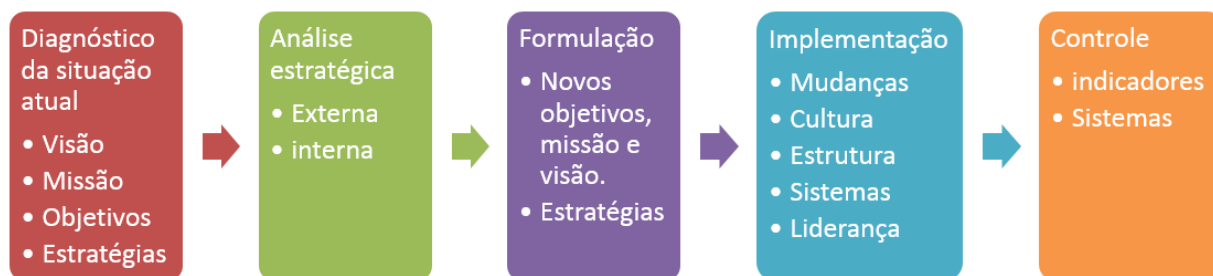 Diagnóstico
da situação
atual
• Visão
• Missão
• Objetivos
• Estratégias
Análise
estratégica
• Externa
• interna
Formulação
• Novos
objetivos,
missão e
visão.
• Estratégias
Implementação
• Mudanças
• Cultura
• Estrutura
• Sistemas
• Liderança
Controle
• indicadores
• Sistemas